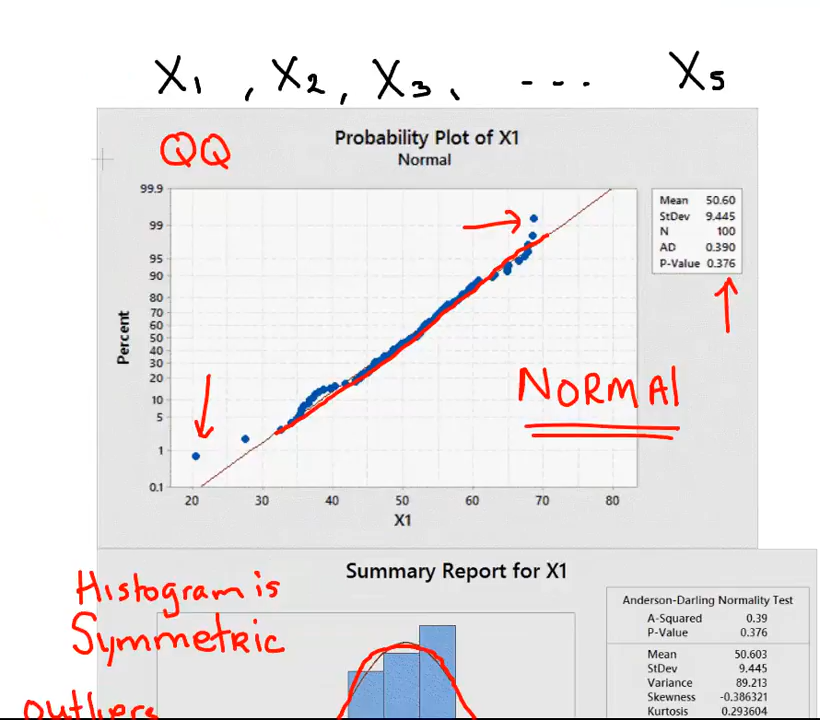 X1 , X2, X3, --- X5
QQ
Probability Plot of X1
Normal
99.9
99
95
90
80
70
60
50
40
30
20
10
5
1
0.1
Percent
20 30 40 50 60 70 80
X1
Mean 50.60
StDev 9.445
N 100
AD 0.390
P-Value 0.376
NORMAL
Histogram is
Symmetric
outliers
Summary Report for X1
Anderson-Darling Normality Test
A-Squared 0.39
P-Value 0.376
Mean 50.603
StDev 9.445
Variance 89.213
Skewness -0.386321
Kurtosis 0.293604